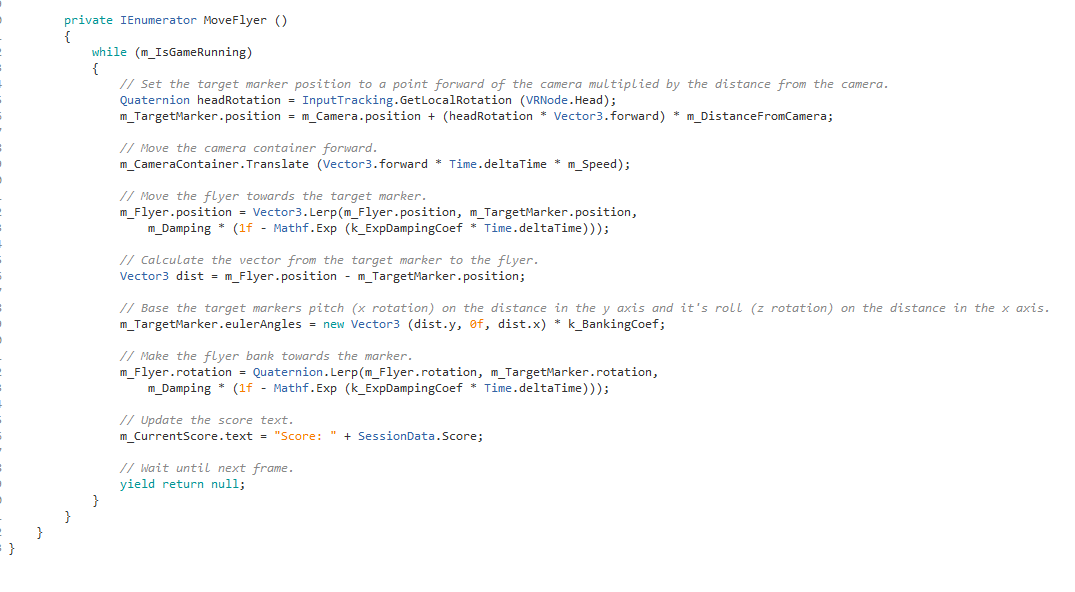 private IEnumerator MoveFlyer ()
{
while (m_IsGameRunning)
{
// Set the target marker position to a point forward of the camera multiplied by the distance from the camera.
Quaternion headRotation = InputTracking.GetLocalRotation (VRNode.Head);
m_TargetMarker.position = m_Camera.position + (headRotation * Vector3.forward) * m_DistanceFromCamera;
// Move the camera container forward.
m_CameraContainer.Translate (Vector3.forward * Time.deltaTime * m_Speed);
// Move the flyer towards the target marker.
m_Flyer.position = Vector3.Lerp(m_Flyer.position, m_TargetMarker.position,
m_Damping * (1f - Mathf.Exp (k_ExpDampingCoef * Time.deltaTime)));
// Calculate the vector from the target marker to the flyer.
Vector3 dist = m_Flyer.position - m_TargetMarker.position;
// Base the target markers pitch (x rotation) on the distance in the y axis and it's roll (z rotation) on the distance in the x axis.
m_TargetMarker.eulerAngles = new Vector3 (dist.y, 0f, dist.x) * k_BankingCoef;
// Make the flyer bank towards the marker.
m_Flyer.rotation = Quaternion.Lerp(m_Flyer.rotation, m_TargetMarker.rotation,
m_Damping * (1f - Mathf.Exp (k_ExpDampingCoef * Time.deltaTime)));
// Update the score text.
m_CurrentScore.text = "Score: " + SessionData.Score;
// Wait until next frame.
yield return null;
}
}
}
}